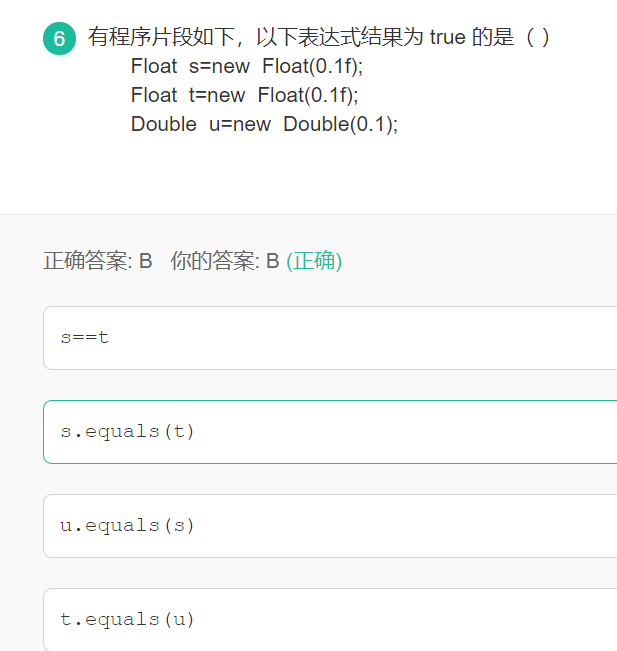 6 有程序片段如下，以下表达式结果为 true 的是（ ）
Float s=new Float(0.1f);
Float t=new Float(0.1f);
Double u=new Double(0.1);
正确答案: B 你的答案: B (正确)
s==t
s.equals(t)
u.equals(s)
t.equals(u)